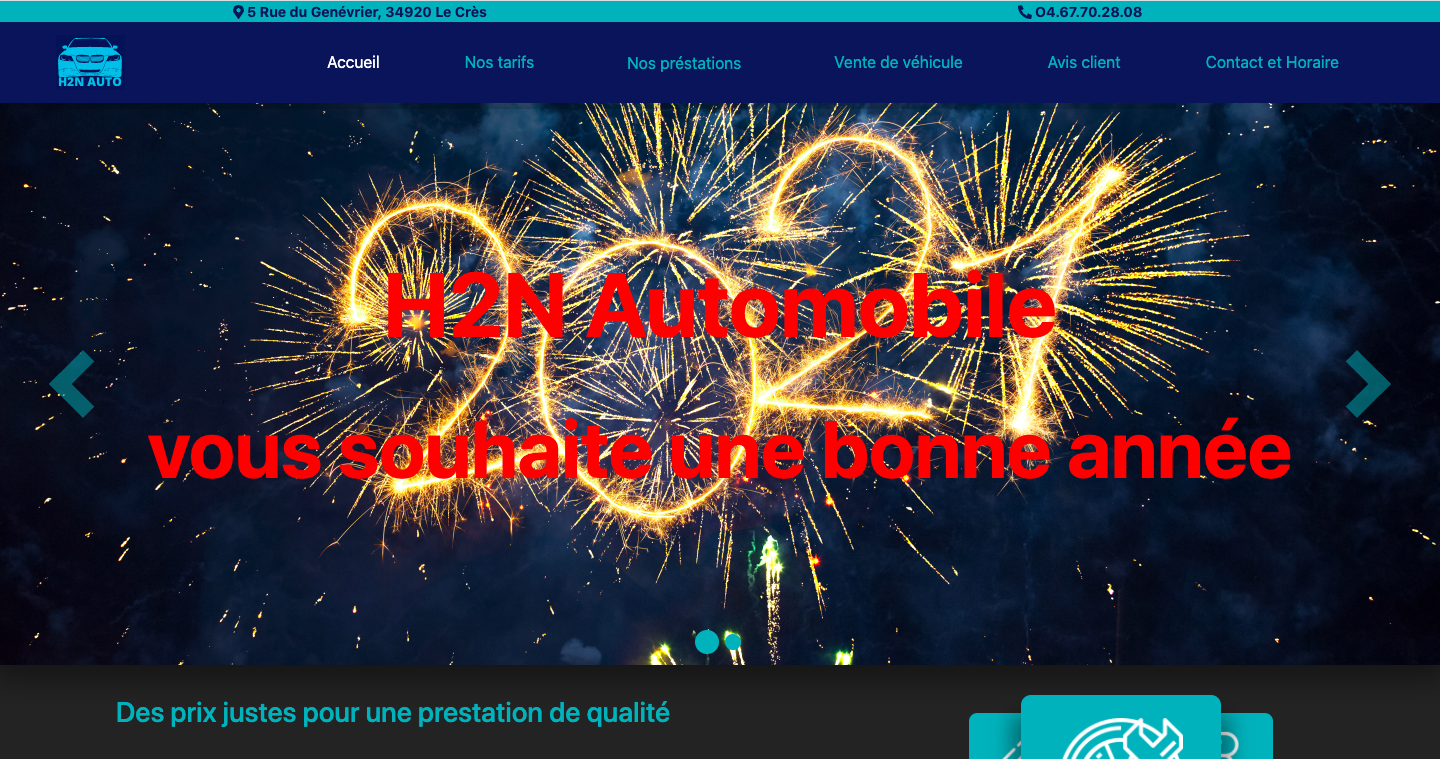 5 Rue du Genévrier, 34920 Le Crès
O4.67.70.28.08
H2N AUTO
Accueil
Nos tarifs
Nos préstations
Vente de véhicule
Avis client
Contact et Horaire
2021
H2N Automobile
vous souhaite une bonne année
Des prix justes pour une prestation de qualité